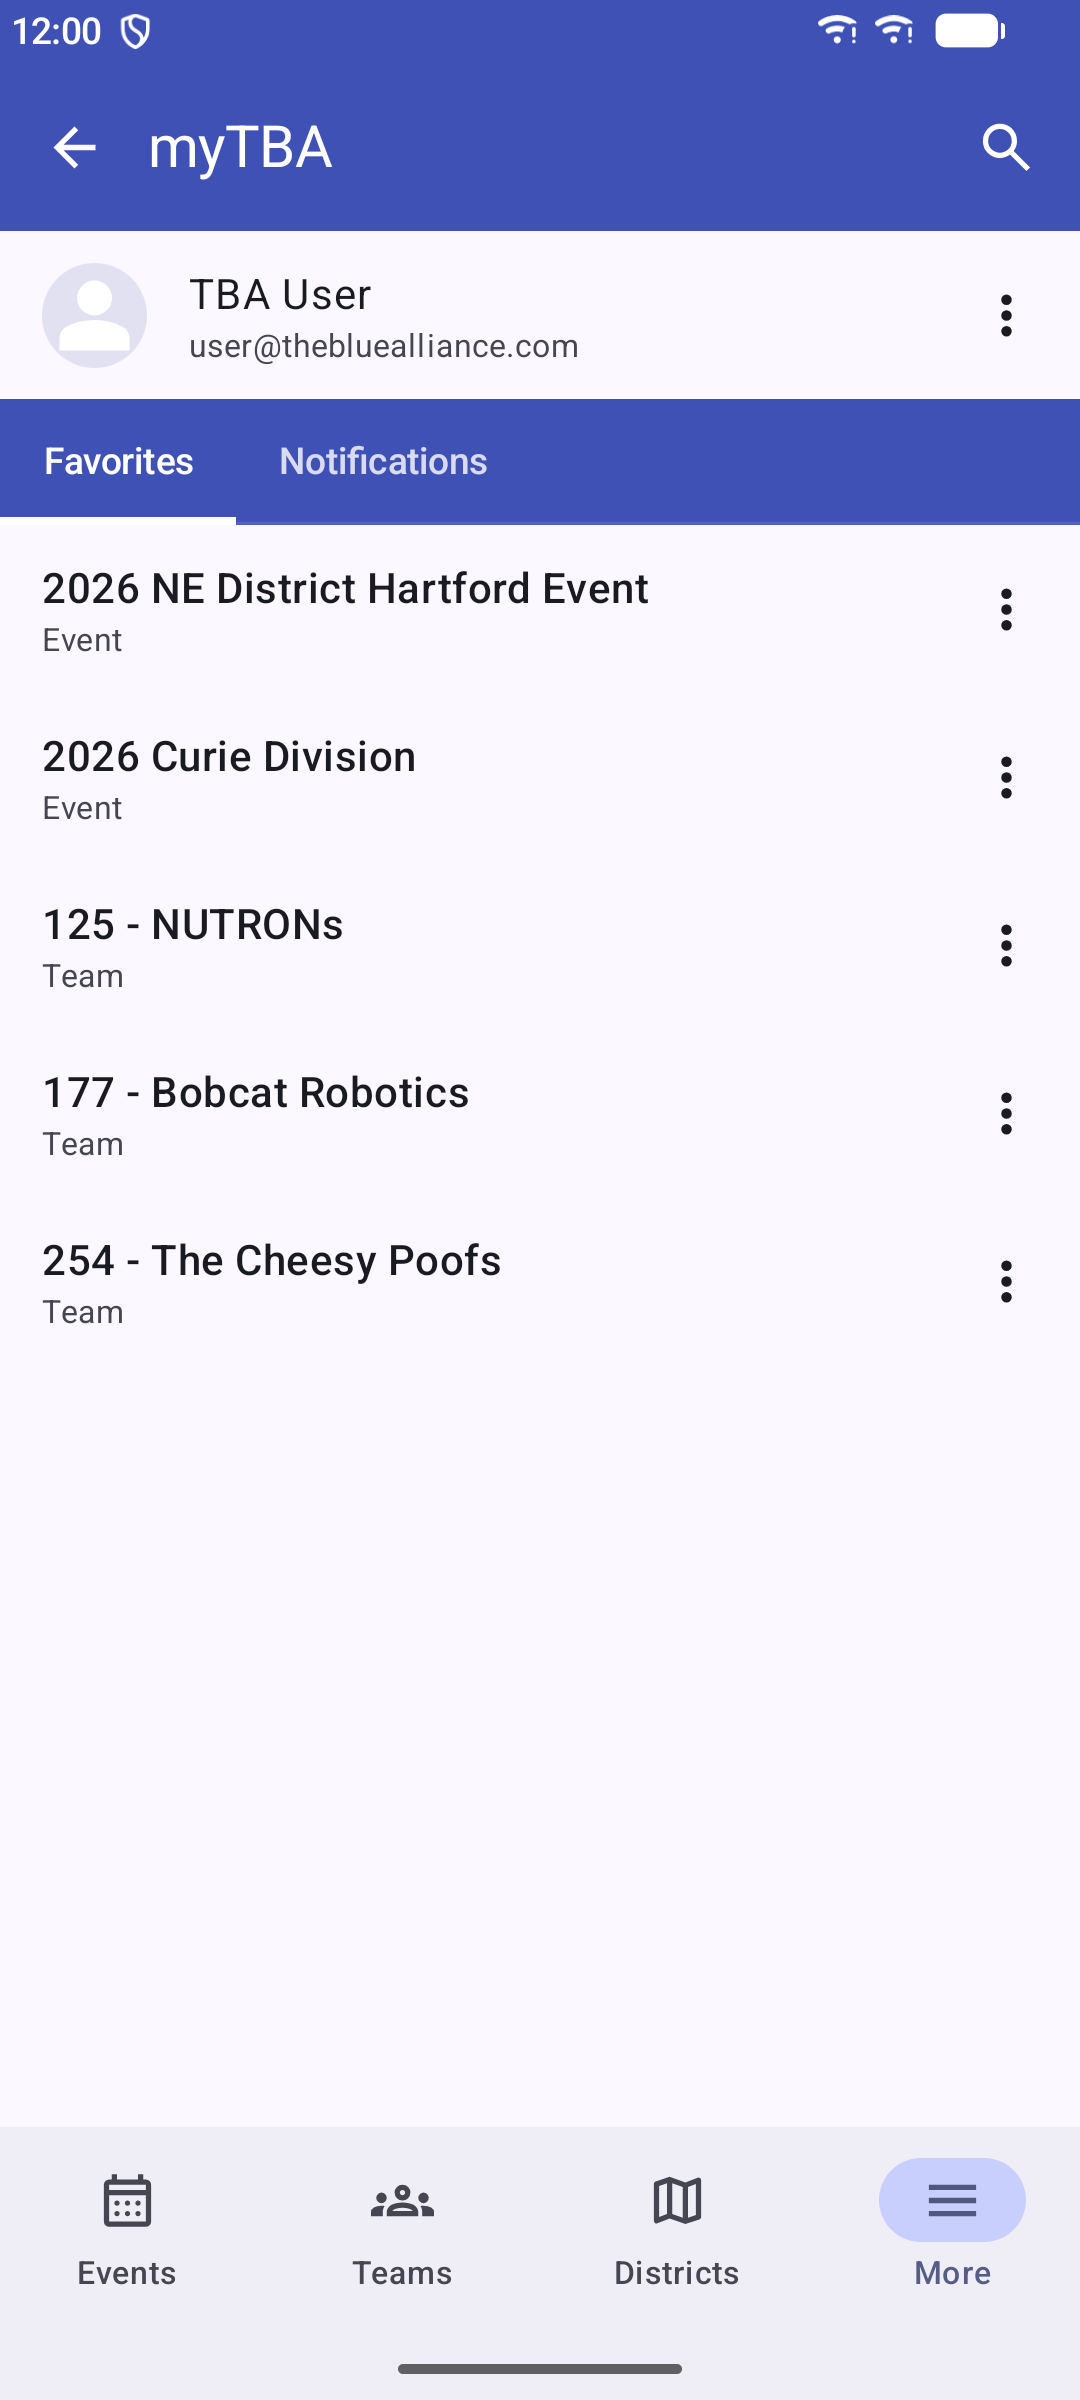 12:00
myTBA
TBA User
user@thebluealliance.com
Favorites
Notifications
2026 NE District Hartford Event
Event
2026 Curie Division
Event
125 - NUTRONs
Team
177 - Bobcat Robotics
Team
254 - The Cheesy Poofs
Team
Events
Teams
Districts
More